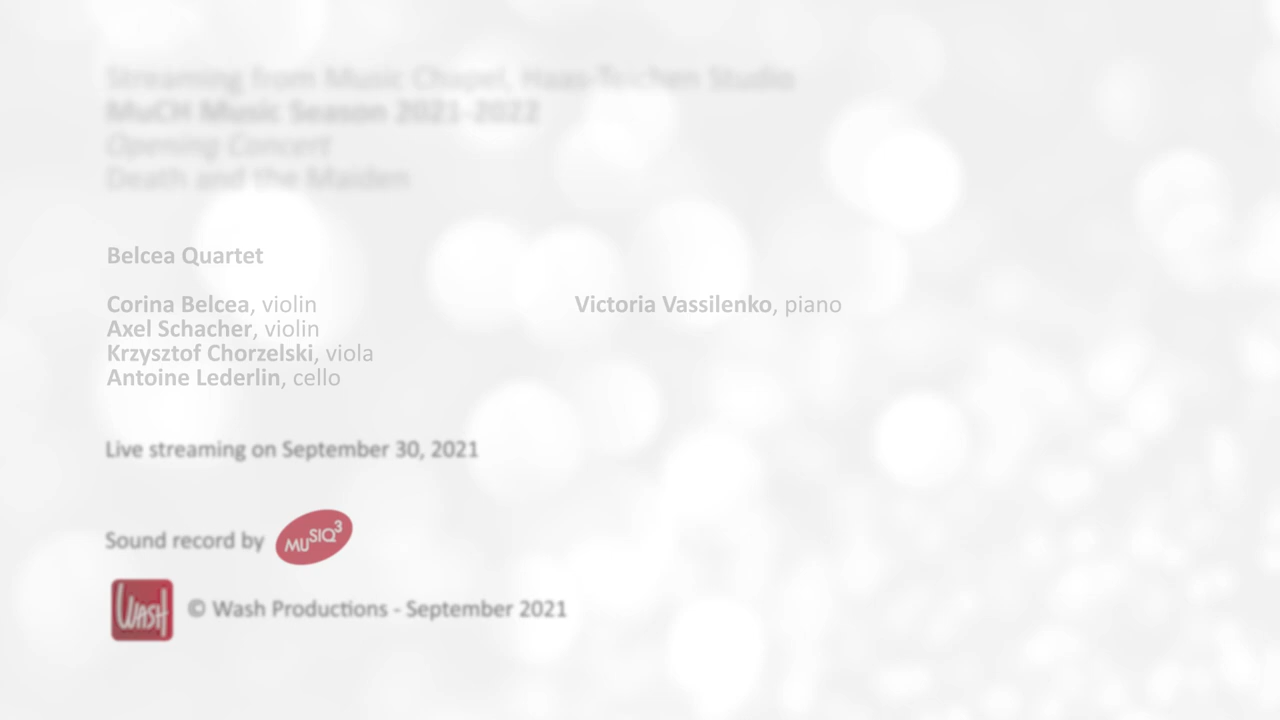 Streaming from Music Chapel, Haas-Teichen Studio
MuCH Music Season 2021-2022
Opening Concert
Death and the Maiden
Belcea Quartet
Corina Belcea, violin
Victoria Vassilenko, piano
Axel Schacher, violin
Krzysztof Chorzelski, viola
Antoine Lederlin, cello
Live streaming on September 30, 2021
Sound record by MUSIQ3
WASH © Wash Productions - September 2021